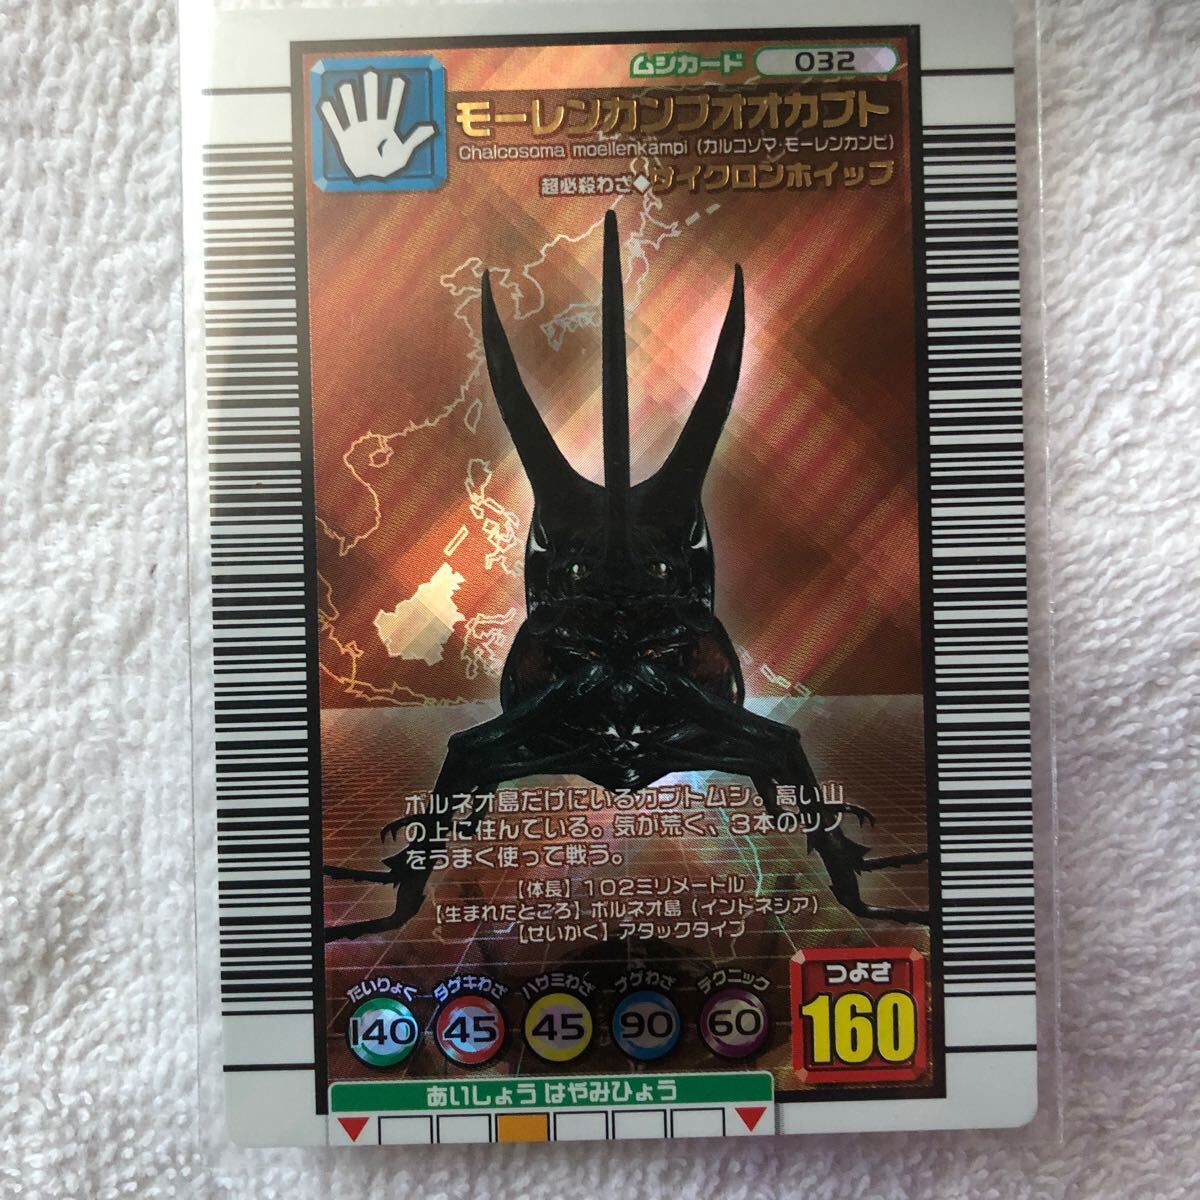 ムシカード 032
モーレンカンプオオカブト
Chalcosoma moellenkampi (カルコソマ・モーレンカンピ)
超必殺わざ◆サイクロンホイップ
ボルネオ島だけにいるカブトムシ。高い山
の上に住んでいる。気が荒く、3本のツノ
をうまく使って戦う。
【体長】102ミリメートル
【生まれたところ】ボルネオ島(インドネシア)
【せいかく】アタックタイプ
たいりょく ダゲキわざ ハサミわざ ナゲわざ テクニック
140 45 45 90 60
つよさ
160
あいしょう はやみひょう